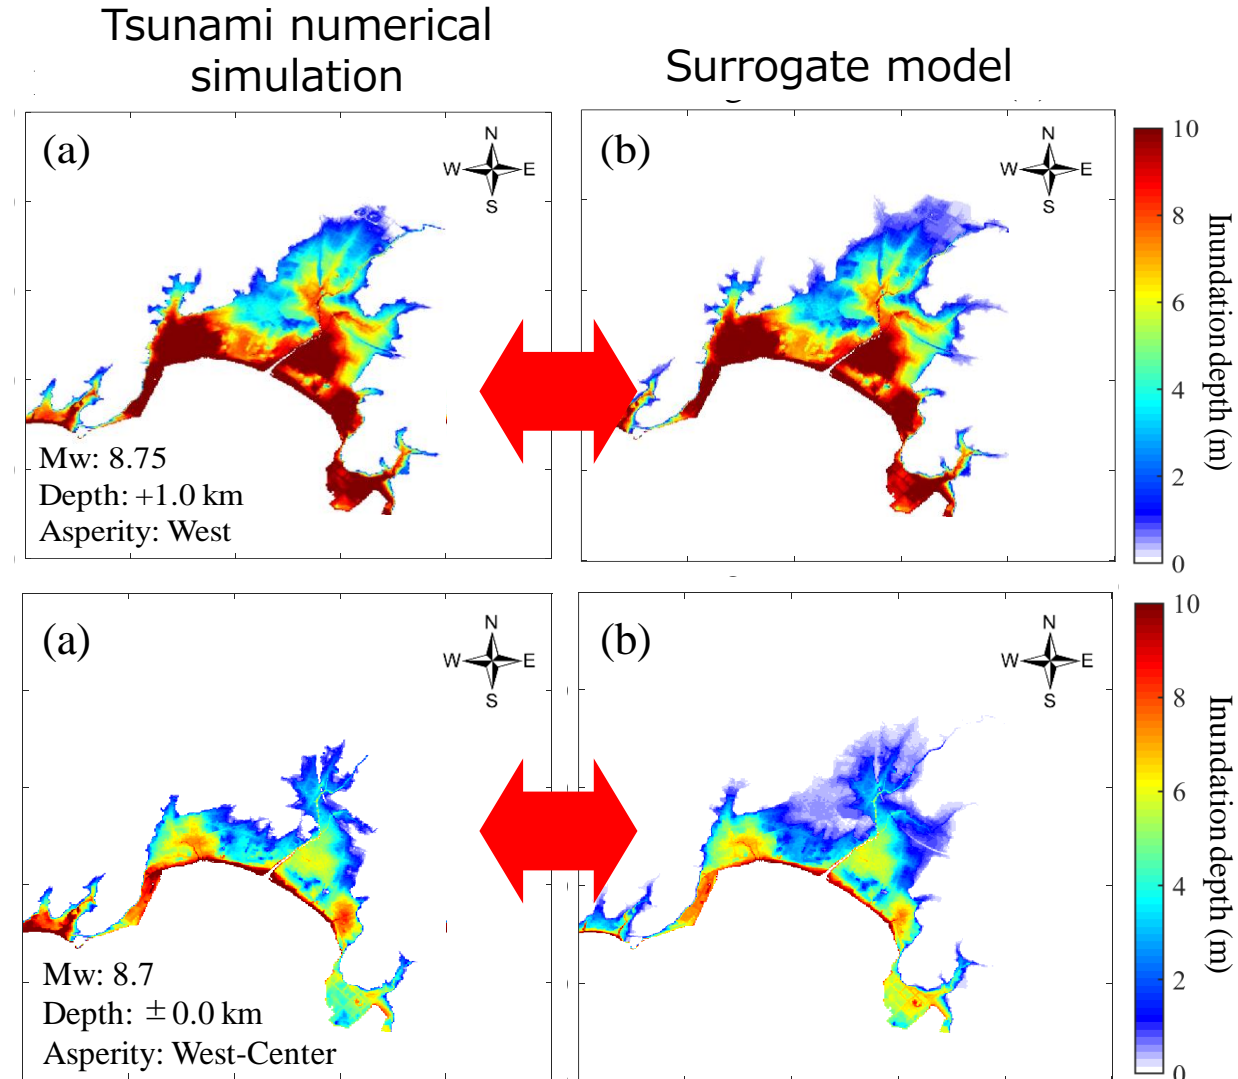 Tsunami numerical
simulation
Surrogate model
(a)
N
W E
S
Mw: 8.75
Depth: +1.0 km
Asperity: West
(b)
N
W E
S
10
8
6
4
2
0
Inundation depth (m)
(a)
N
W E
S
Mw: 8.7
Depth: ±0.0 km
Asperity: West-Center
(b)
N
W E
S
10
8
6
4
2
0
Inundation depth (m)